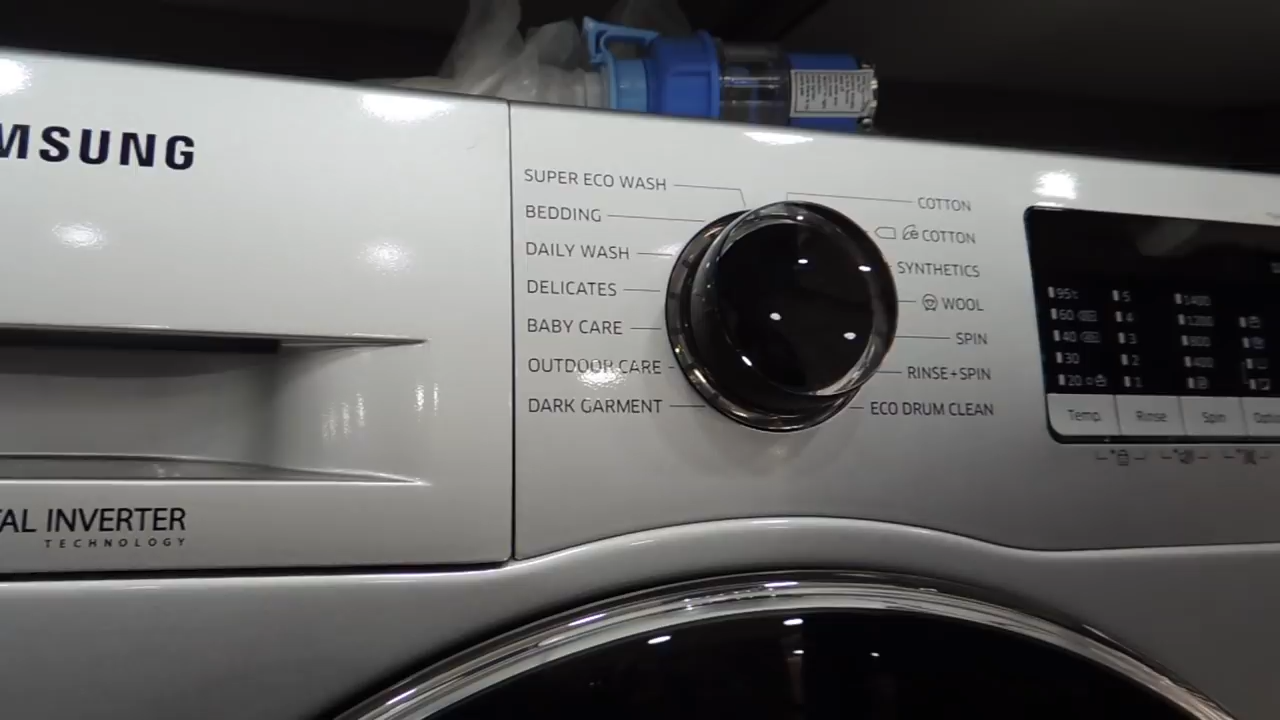 MSUNG
SUPER ECO WASH
BEDDING
DAILY WASH
DELICATES
BABY CARE
OUTDOOR CARE
DARK GARMENT
COTTON
COTTON
SYNTHETICS
WOOL
SPIN
RINSE+SPIN
ECO DRUM CLEAN
95℃ 5 1400
60 4 1200
40 3 800
30 2 400
20 1
Temp. Rinse Spin
TAL INVERTER
TECHNOLOGY